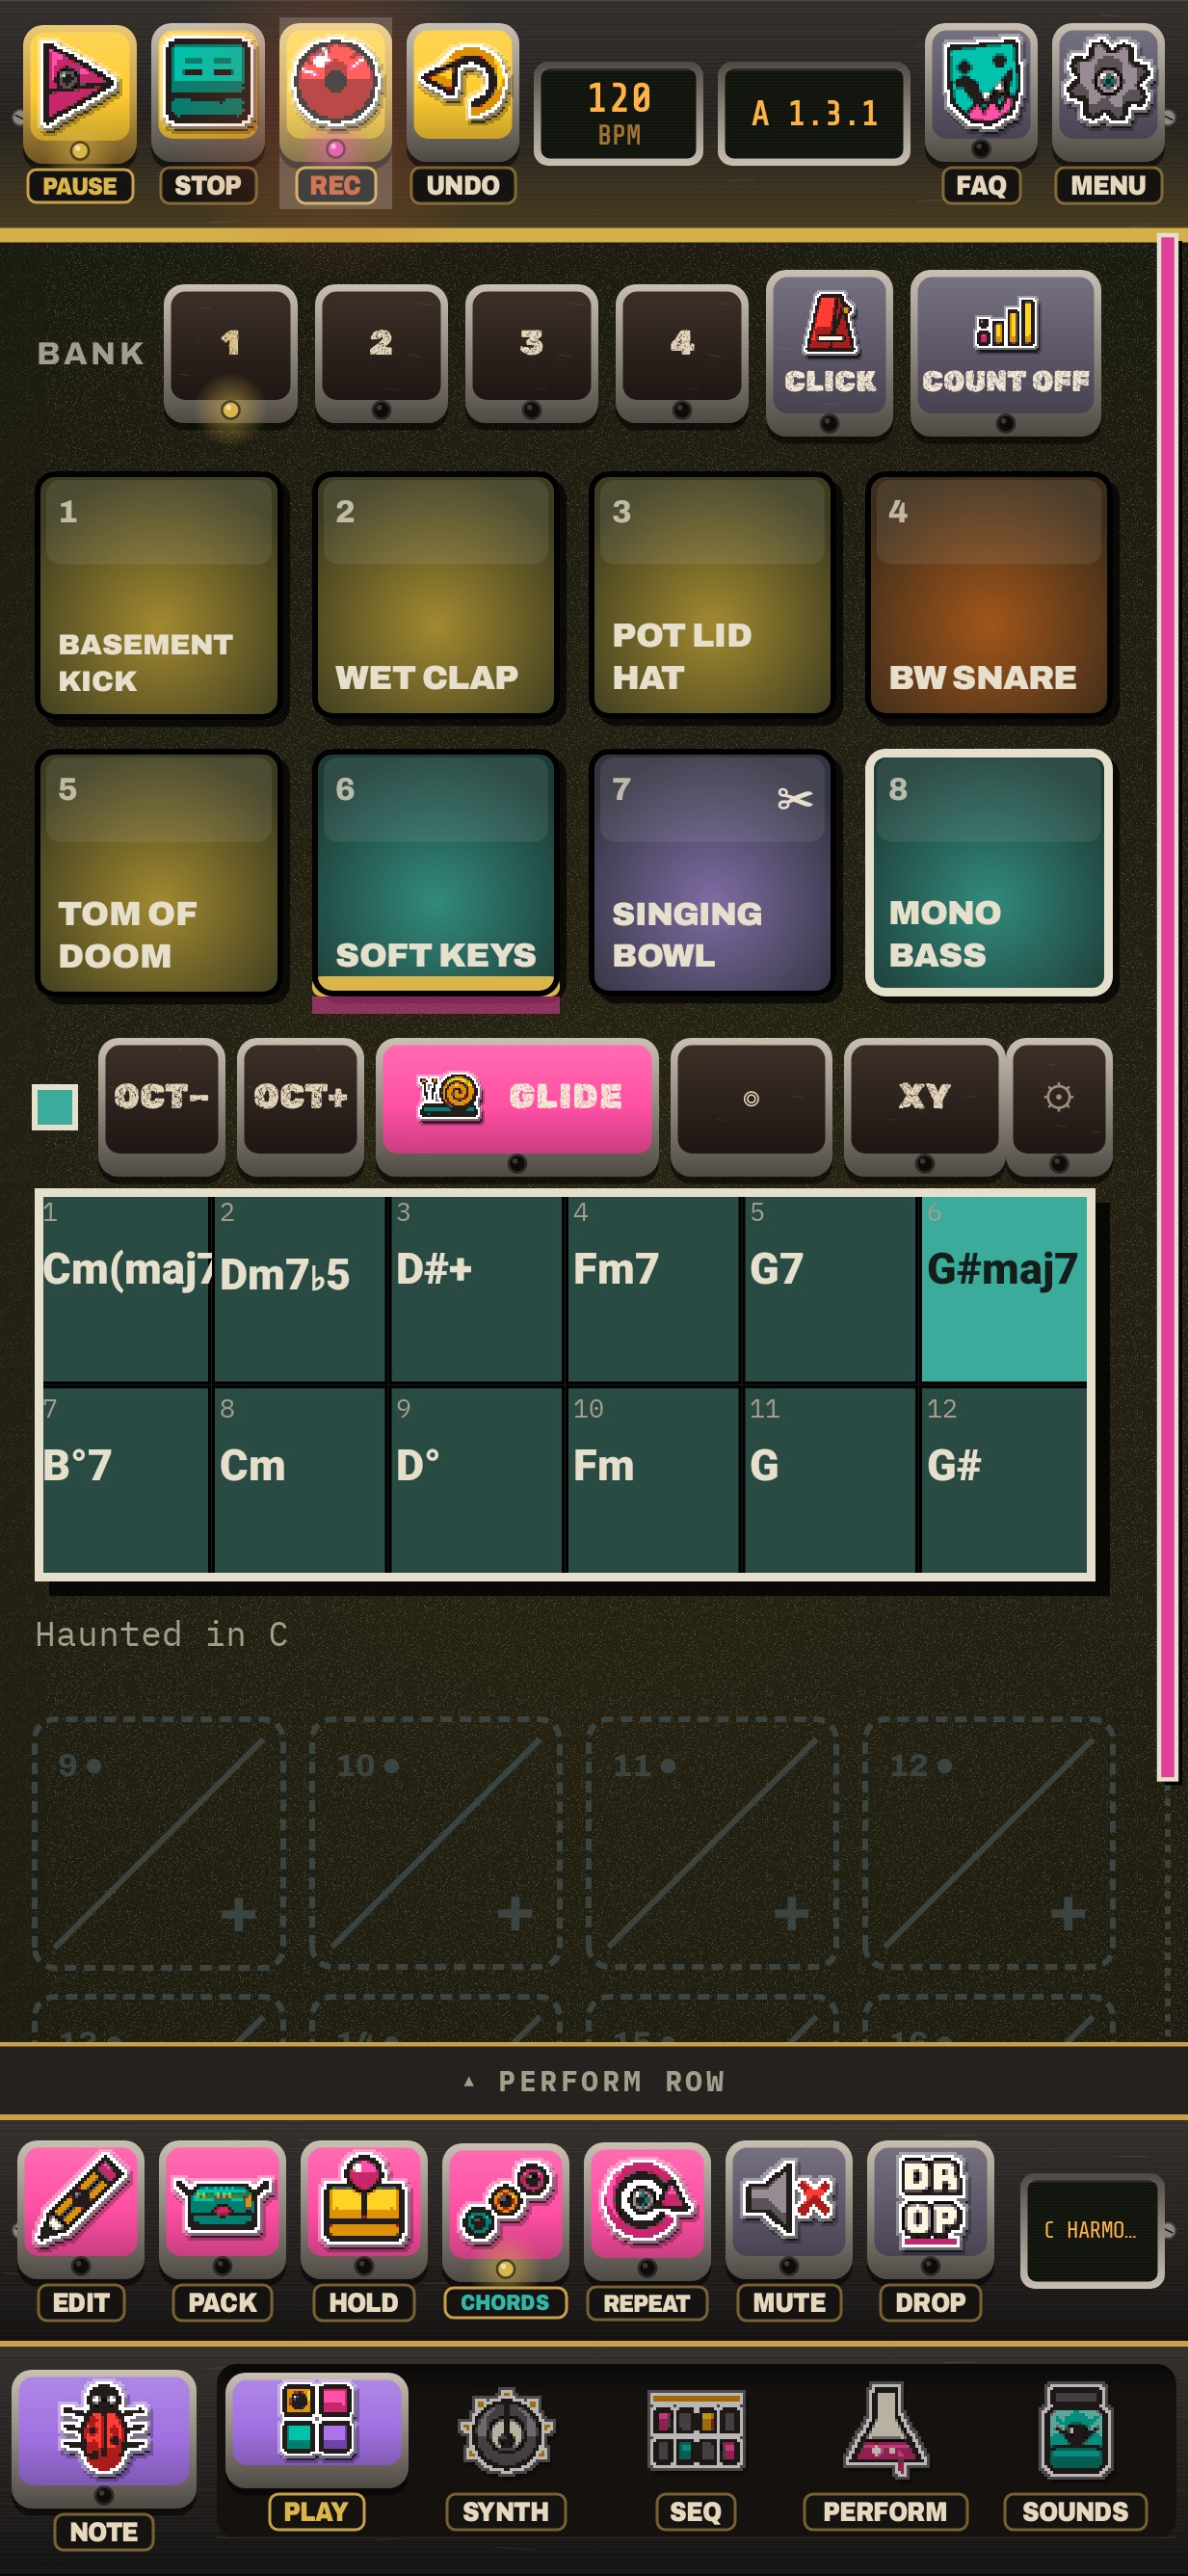 PAUSE
STOP
REC
UNDO
120
BPM
A 1.3.1
FAQ
MENU
BANK
1
2
3
4
CLICK
COUNT OFF
1
BASEMENT
KICK
2
WET CLAP
3
POT LID
HAT
4
BW SNARE
5
TOM OF
DOOM
6
SOFT KEYS
7
SINGING
BOWL
8
MONO
BASS
OCT-
OCT+
GLIDE
XY
1
Cm(maj7
2
Dm7♭5
3
D#+
4
Fm7
5
G7
6
G#maj7
7
B°7
8
Cm
9
D°
10
Fm
11
G
12
G#
Haunted in C
9
10
11
12
13
14
15
16
▲ PERFORM ROW
DROP
C HARMO…
EDIT
PACK
HOLD
CHORDS
REPEAT
MUTE
DROP
NOTE
PLAY
SYNTH
SEQ
PERFORM
SOUNDS